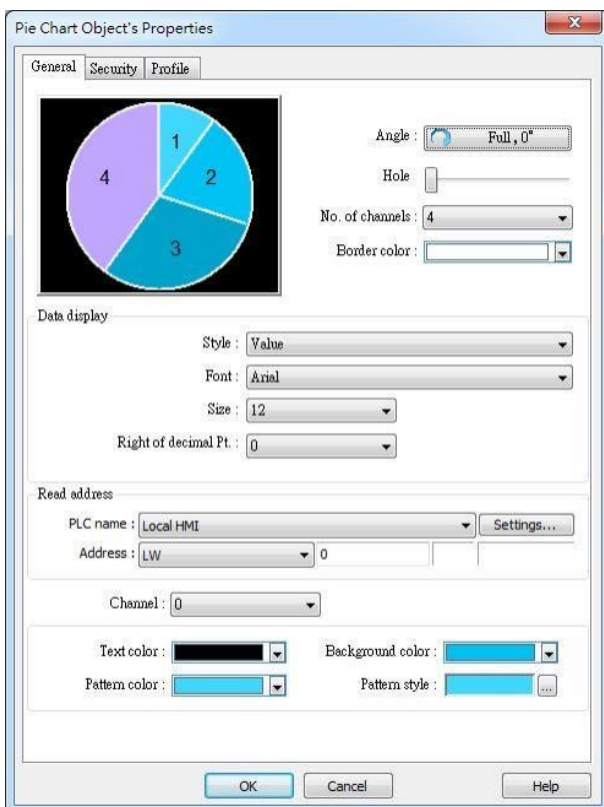 Pie Chart Object's Properties
General Security Profile
1
2
3
4
Angle : Full , 0°
Hole
No. of channels : 4
Border color :
Data display
Style : Value
Font : Arial
Size : 12
Right of decimal Pt. : 0
Read address
PLC name : Local HMI Settings...
Address : LW 0
Channel : 0
Text color : Background color :
Pattern color : Pattern style : ...
OK Cancel Help